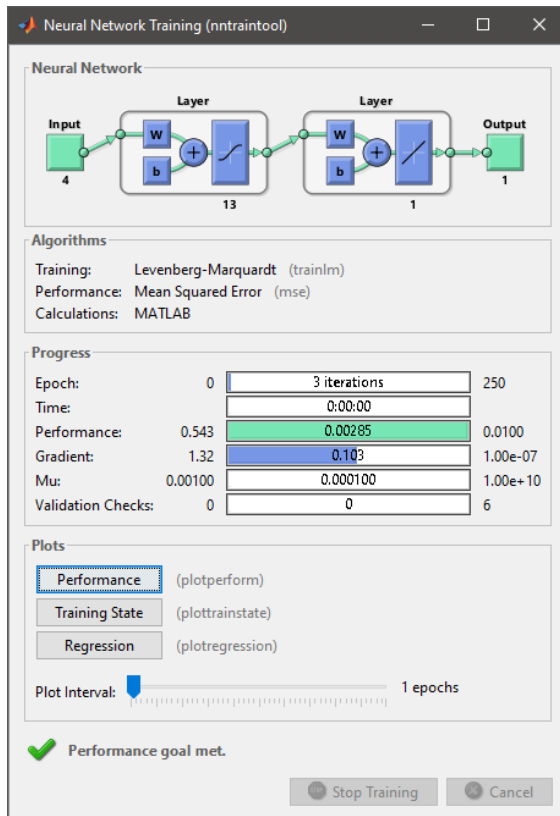 Neural Network Training (nntraintool)
Neural Network
Layer Layer
Input Output
W W
b b
4 13 1 1
Algorithms
Training: Levenberg-Marquardt (trainlm)
Performance: Mean Squared Error (mse)
Calculations: MATLAB
Progress
Epoch: 0 3 iterations 250
Time: 0:00:00
Performance: 0.543 0.00285 0.0100
Gradient: 1.32 0.103 1.00e-07
Mu: 0.00100 0.000100 1.00e+10
Validation Checks: 0 0 6
Plots
Performance (plotperform)
Training State (plottrainstate)
Regression (plotregression)
Plot Interval: 1 epochs
Performance goal met.
Stop Training Cancel